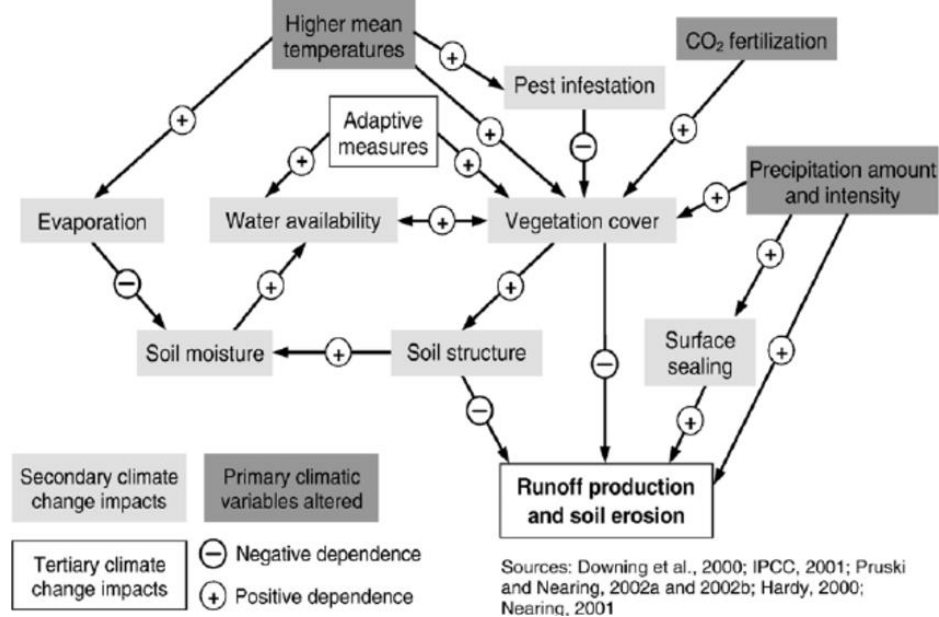 Higher mean
temperatures
CO₂ fertilization
+
Pest infestation
Adaptive
measures
+
+
−
+
+
+
Precipitation amount
and intensity
+
Evaporation
Water availability
+
Vegetation cover
+
−
+
+
Surface
sealing
+
Soil moisture
+
Soil structure
−
−
+
Secondary climate
change impacts
Primary climatic
variables altered
Runoff production
and soil erosion
− Negative dependence
Tertiary climate
change impacts
+ Positive dependence
Sources: Downing et al., 2000; IPCC, 2001; Pruski
and Nearing, 2002a and 2002b; Hardy, 2000;
Nearing, 2001